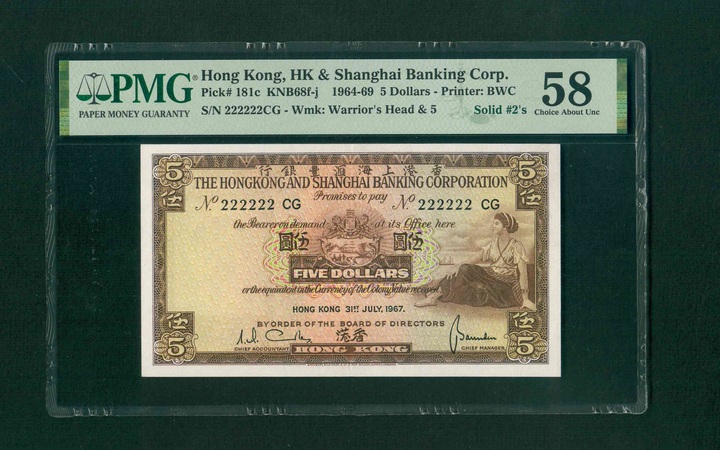 PMG® Hong Kong, HK & Shanghai Banking Corp.
Pick# 181c KNB68f-j 1964-69 5 Dollars - Printer: BWC
PAPER MONEY GUARANTY
S/N 222222CG - Wmk: Warrior's Head & 5 Solid #2's
58
Choice About Unc
5 行銀豐滙海上港香 5
伍 THE HONGKONG AND SHANGHAI BANKING CORPORATION 伍
Promises to pay
No 222222 CG No 222222 CG
the Bearer on demand at its Office here
圓伍 圓伍
FIVE DOLLARS
or the equivalent in the Currency of the Colony Value received
HONG KONG 31ST JULY, 1967.
BY ORDER OF THE BOARD OF DIRECTORS
伍 港香 伍
CHIEF ACCOUNTANT HONG KONG CHIEF MANAGER
5 5